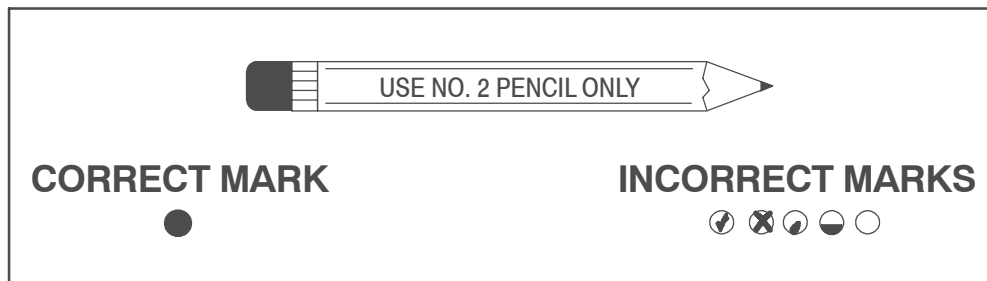 USE NO. 2 PENCIL ONLY
CORRECT MARK
INCORRECT MARKS